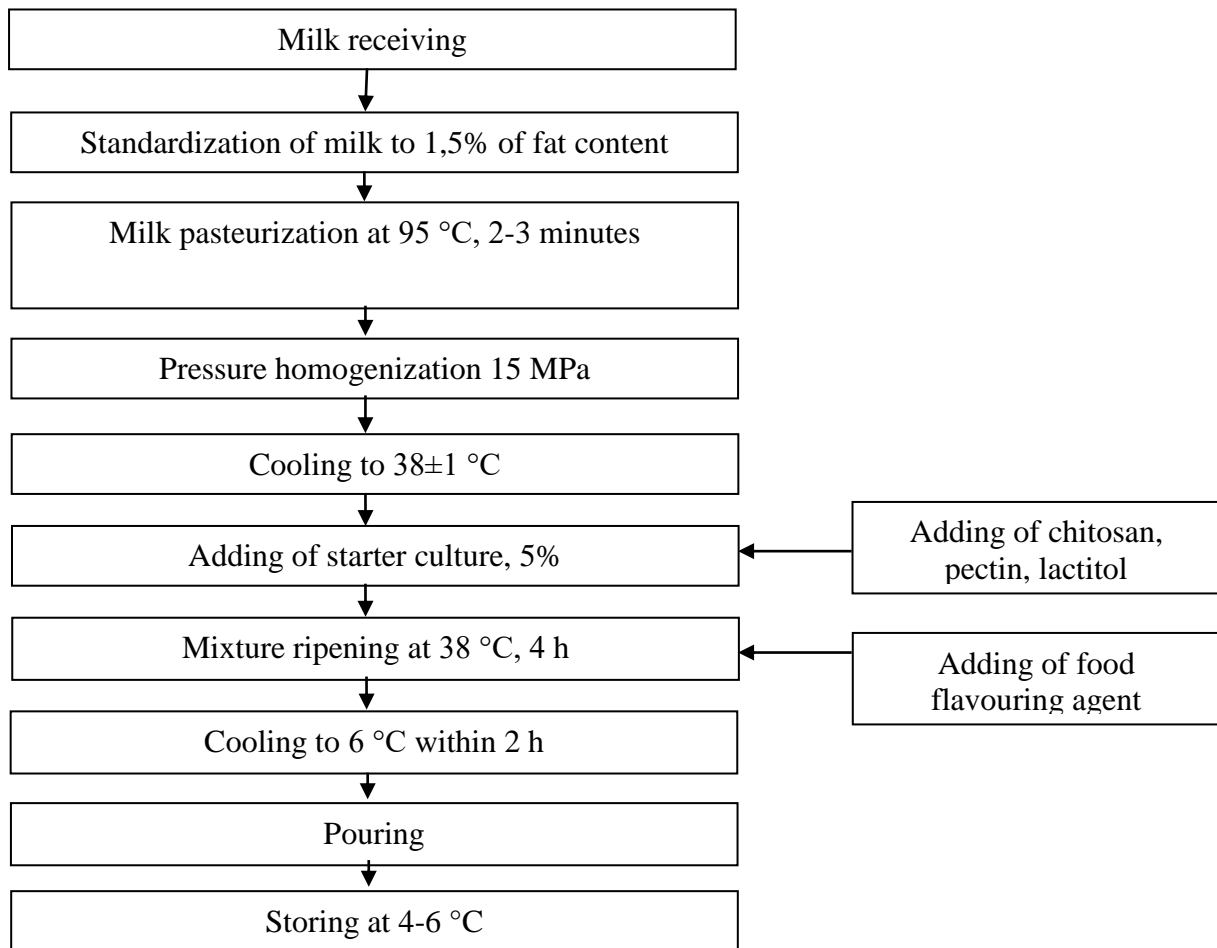 Milk receiving
Standardization of milk to 1,5% of fat content
Milk pasteurization at 95 °C, 2-3 minutes
Pressure homogenization 15 MPa
Cooling to 38±1 °C
Adding of starter culture, 5%
Adding of chitosan,
pectin, lactitol
Mixture ripening at 38 °C, 4 h
Adding of food
flavouring agent
Cooling to 6 °C within 2 h
Pouring
Storing at 4-6 °C